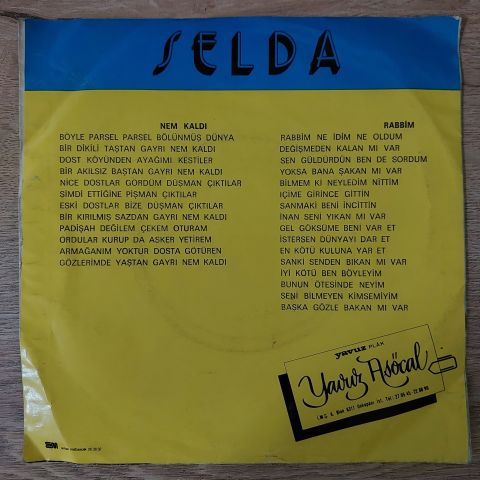 SELDA
NEM KALDI
BÖYLE PARSEL PARSEL BÖLÜNMÜŞ DÜNYA
BİR DİKİLİ TAŞTAN GAYRI NEM KALDI
DOST KÖYÜNDEN AYAĞIMI KESTİLER
BİR AKILSIZ BAŞTAN GAYRI NEM KALDI
NİCE DOSTLAR GÖRDÜM DÜŞMAN ÇIKTILAR
ŞİMDİ ETTİĞİNE PİŞMAN ÇIKTILAR
ESKİ DOSTLAR BİZE DÜŞMAN ÇIKTILAR
BİR KIRILMIŞ SAZDAN GAYRI NEM KALDI
PADİŞAH DEĞİLEM ÇEKEM OTURAM
ORDULAR KURUP DA ASKER YETİREM
ARMAĞANIM YOKTUR DOSTA GÖTÜREN
GÖZLERİMDE YAŞTAN GAYRI NEM KALDI
RABBİM
RABBİM NE İDİM NE OLDUM
DEĞİŞMEDEN KALAN MI VAR
SEN GÜLDÜRDÜN BEN DE SORDUM
YOKSA BANA ŞAKAN MI VAR
BİLMEM Kİ NEYLEDİM NİTTİM
İÇİME GİRİNCE GİTTİN
SANMAKİ BENİ İNCİTTİN
İNAN SENİ YIKAN MI VAR
GEL GÖKSÜME BENİ VAR ET
İSTERSEN DÜNYAYI DAR ET
EN KÖTÜ KULUNA YAR ET
SANKİ SENDEN BIKAN MI VAR
İYİ KÖTÜ BEN BÖYLEYİM
BUNUN ÖTESİNDE NEYİM
SENİ BİLMEYEN KİMSEMİYİM
BAŞKA GÖZLE BAKAN MI VAR
yavuz PLAK
Yavuz Asöcal